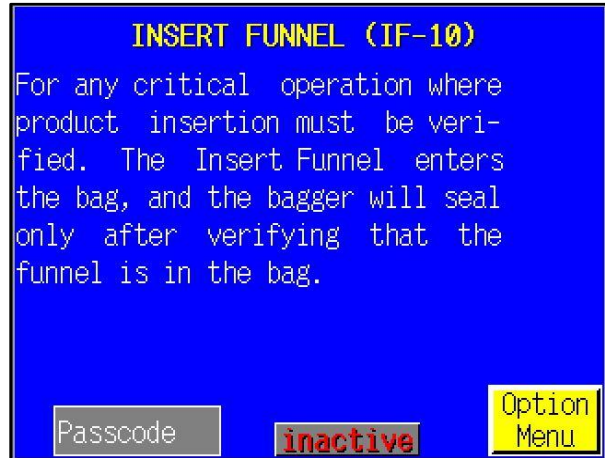 INSERT FUNNEL (IF-10)
For any critical operation where
product insertion must be veri-
fied. The Insert Funnel enters
the bag, and the bagger will seal
only after verifying that the
funnel is in the bag.
Passcode
inactive
Option
Menu